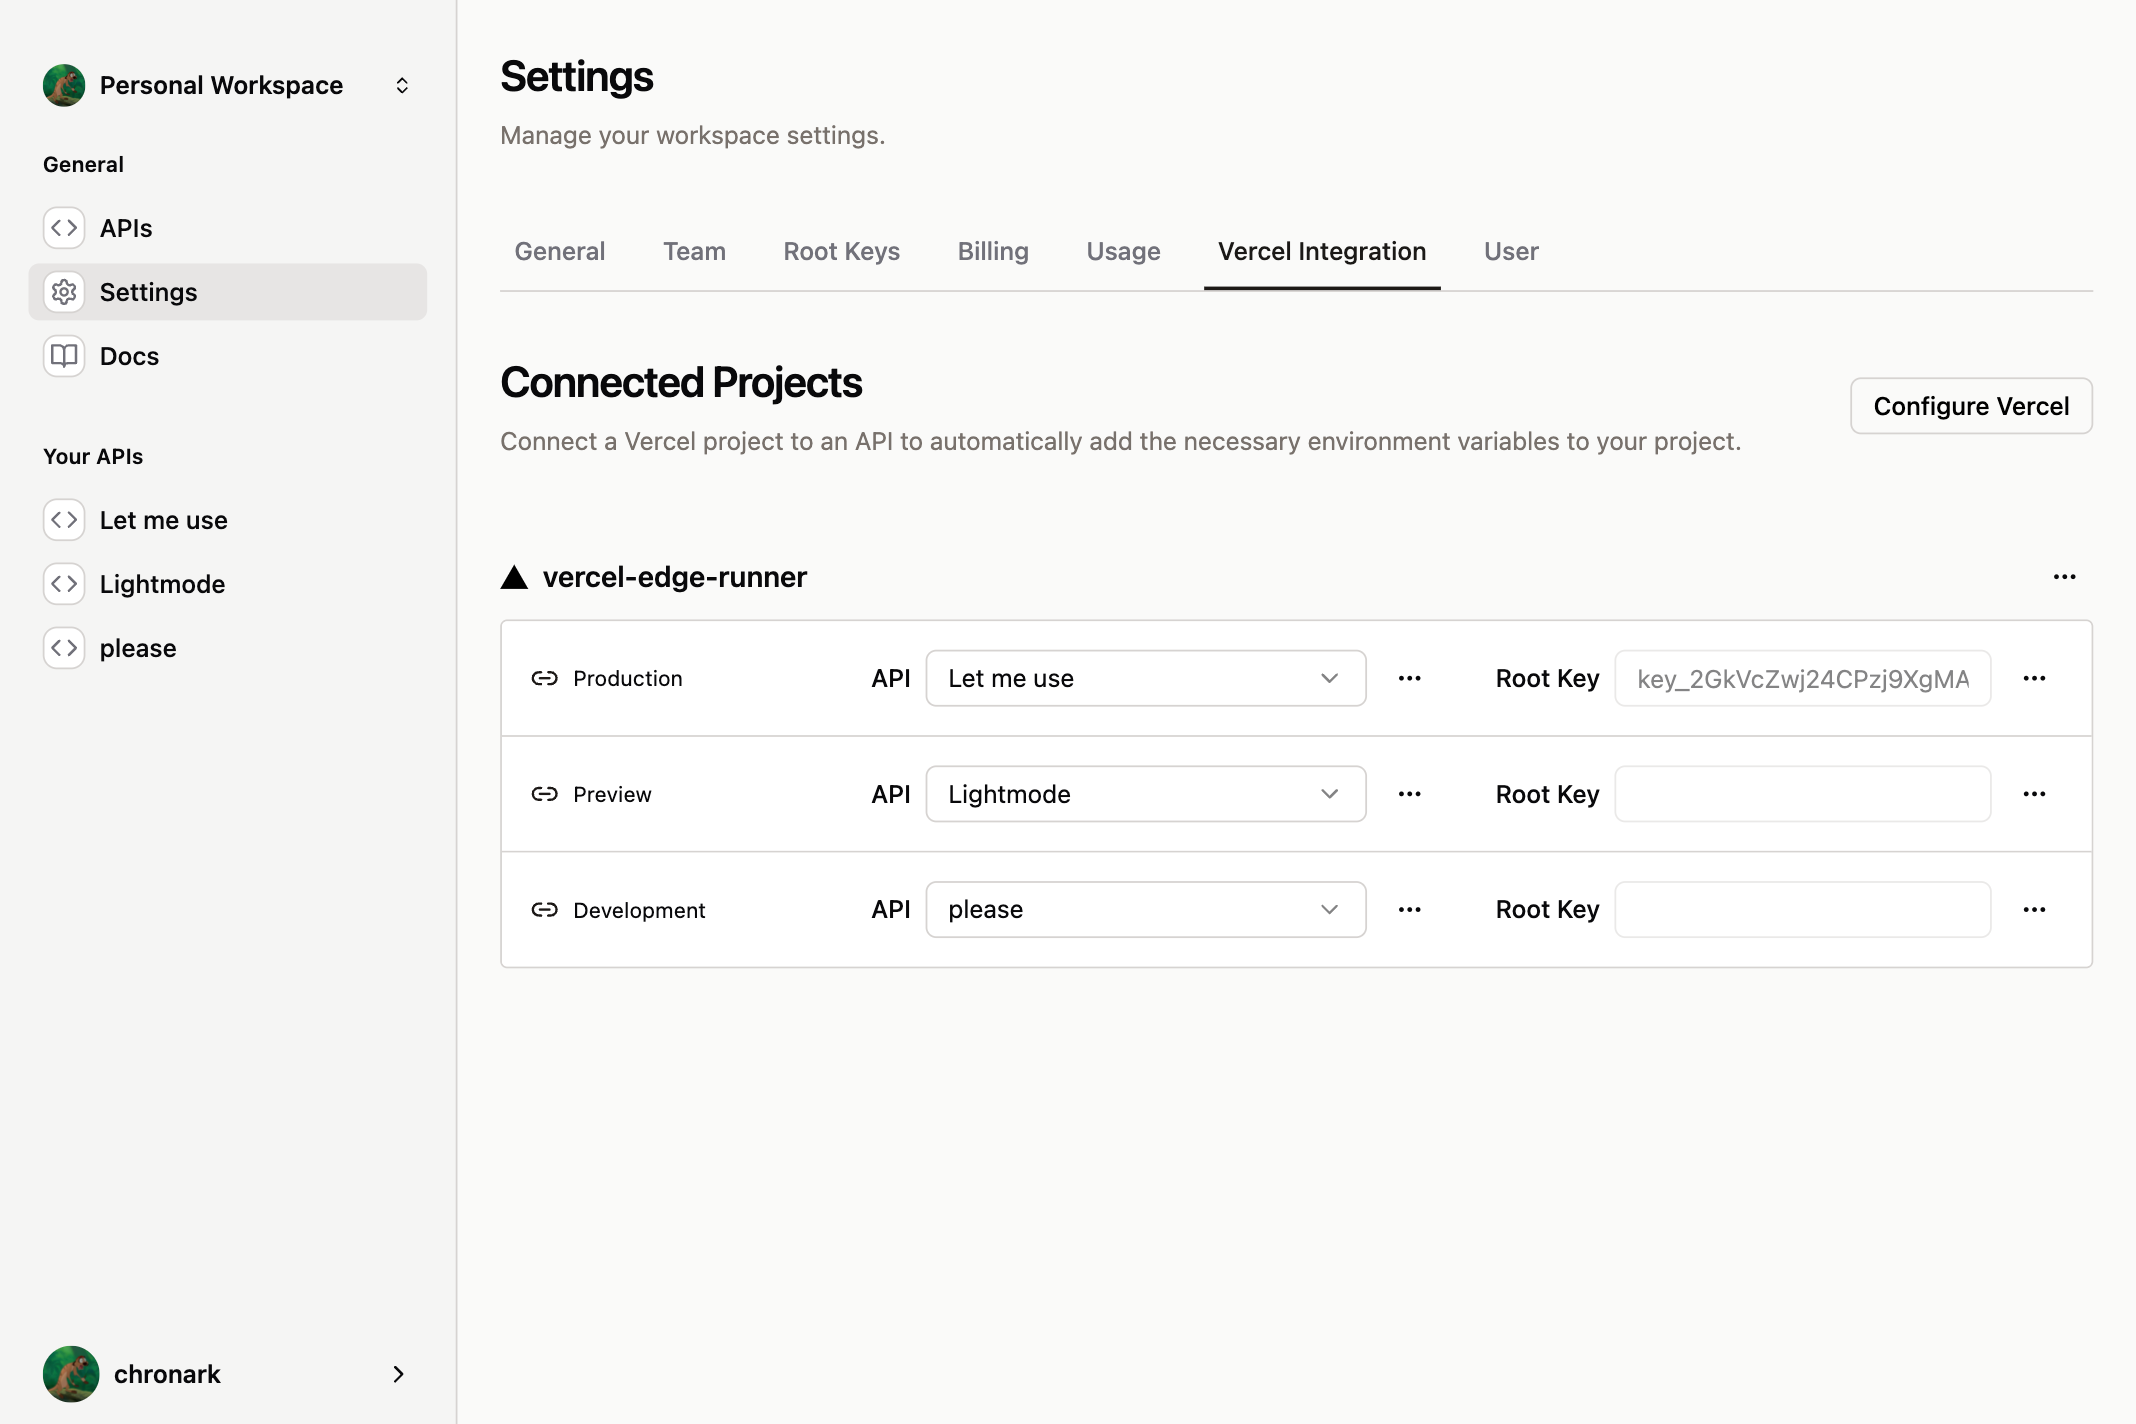 Personal Workspace
General
APIs
Settings
Docs
Your APIs
Let me use
Lightmode
please
chronark
Settings
Manage your workspace settings.
General Team Root Keys Billing Usage Vercel Integration User
Connected Projects
Connect a Vercel project to an API to automatically add the necessary environment variables to your project.
Configure Vercel
vercel-edge-runner
Production API Let me use Root Key key_2GkVcZwj24CPzj9XgMA
Preview API Lightmode Root Key
Development API please Root Key